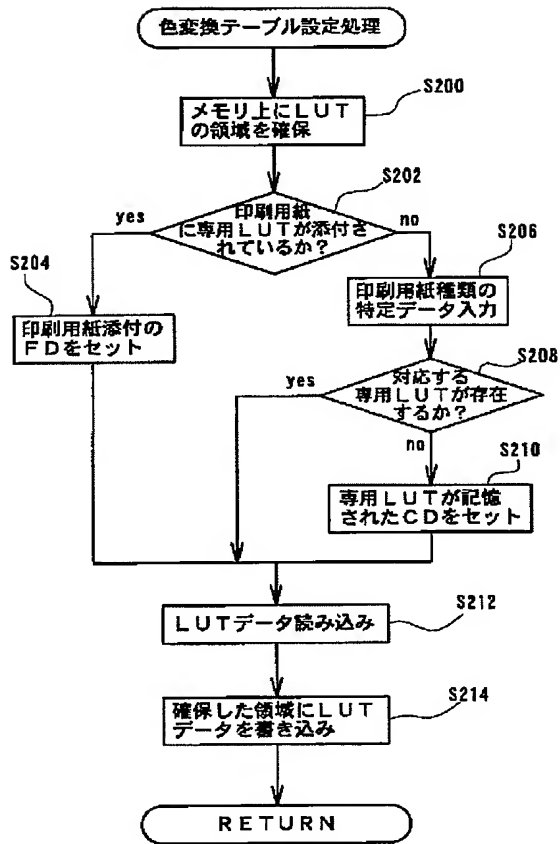 色変換テーブル設定処理
S200
メモリ上にLUT
の領域を確保
S202
印刷用紙
に専用LUTが添付さ
れているか?
yes
no
S204
印刷用紙添付の
FDをセット
S206
印刷用紙種類の
特定データ入力
S208
対応する
専用LUTが存在
するか?
yes
no
S210
専用LUTが記憶
されたCDをセット
S212
LUTデータ読み込み
S214
確保した領域にLUT
データを書き込み
RETURN